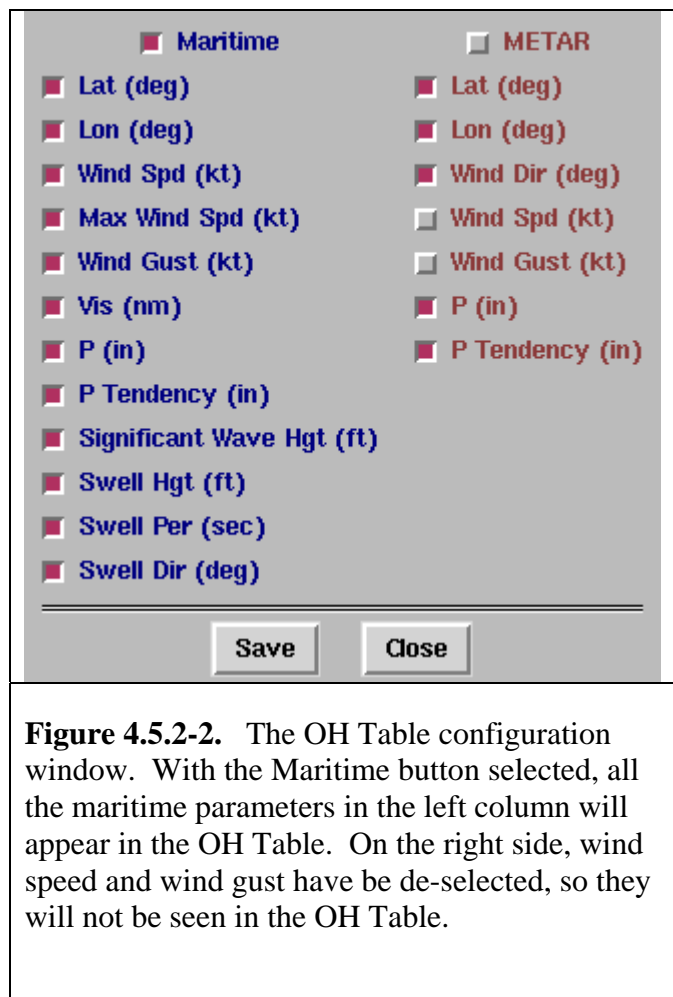 Maritime METAR
Lat (deg) Lat (deg)
Lon (deg) Lon (deg)
Wind Spd (kt) Wind Dir (deg)
Max Wind Spd (kt) Wind Spd (kt)
Wind Gust (kt) Wind Gust (kt)
Vis (nm) P (in)
P (in) P Tendency (in)
P Tendency (in)
Significant Wave Hgt (ft)
Swell Hgt (ft)
Swell Per (sec)
Swell Dir (deg)
Save Close
Figure 4.5.2-2. The OH Table configuration
window. With the Maritime button selected, all
the maritime parameters in the left column will
appear in the OH Table. On the right side, wind
speed and wind gust have be de-selected, so they
will not be seen in the OH Table.